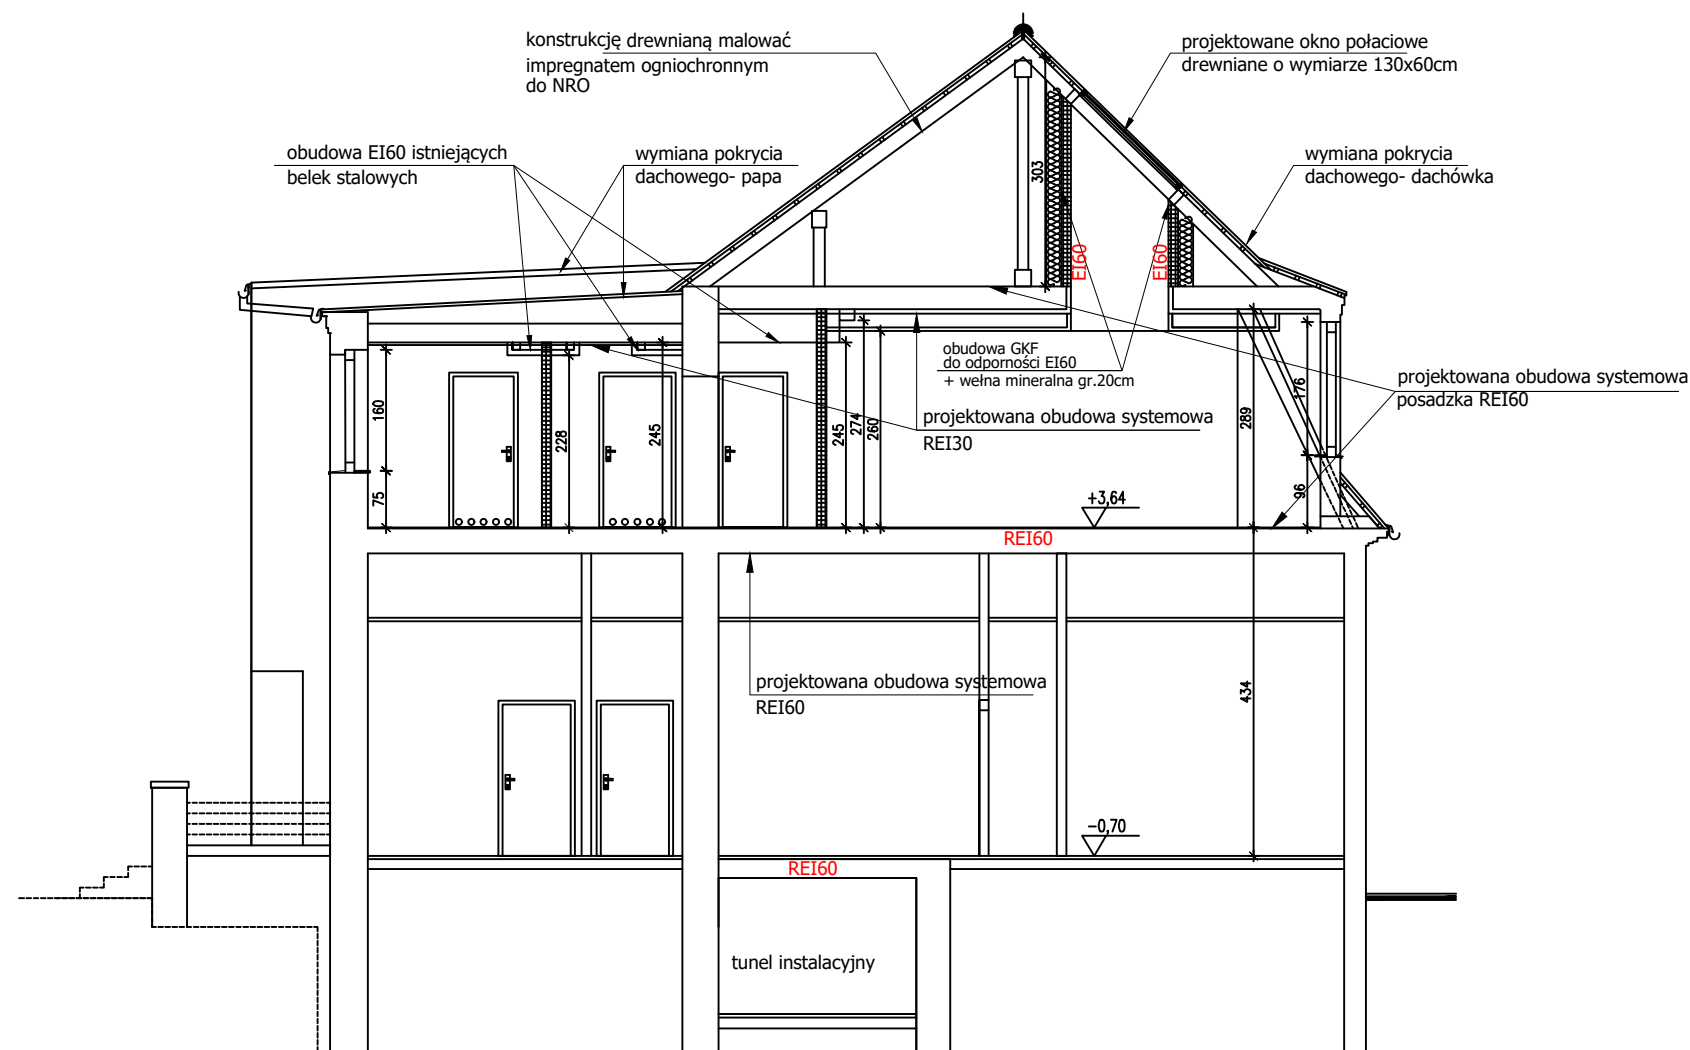 konstrukcję drewnianą malować
impregnatem ogniochronnym
do NRO
projektowane okno połaciowe
drewniane o wymiarze 130x60cm
obudowa EI60 istniejących
belek stalowych
wymiana pokrycia
dachowego- papa
wymiana pokrycia
dachowego- dachówka
303
EI60
EI60
obudowa GKF
do odporności EI60
+ wełna mineralna gr.20cm
projektowana obudowa systemowa
posadzka REI60
projektowana obudowa systemowa
REI30
160
75
228
245
245
274
260
289
176
96
+3,64
REI60
projektowana obudowa systemowa
REI60
434
-0,70
REI60
tunel instalacyjny